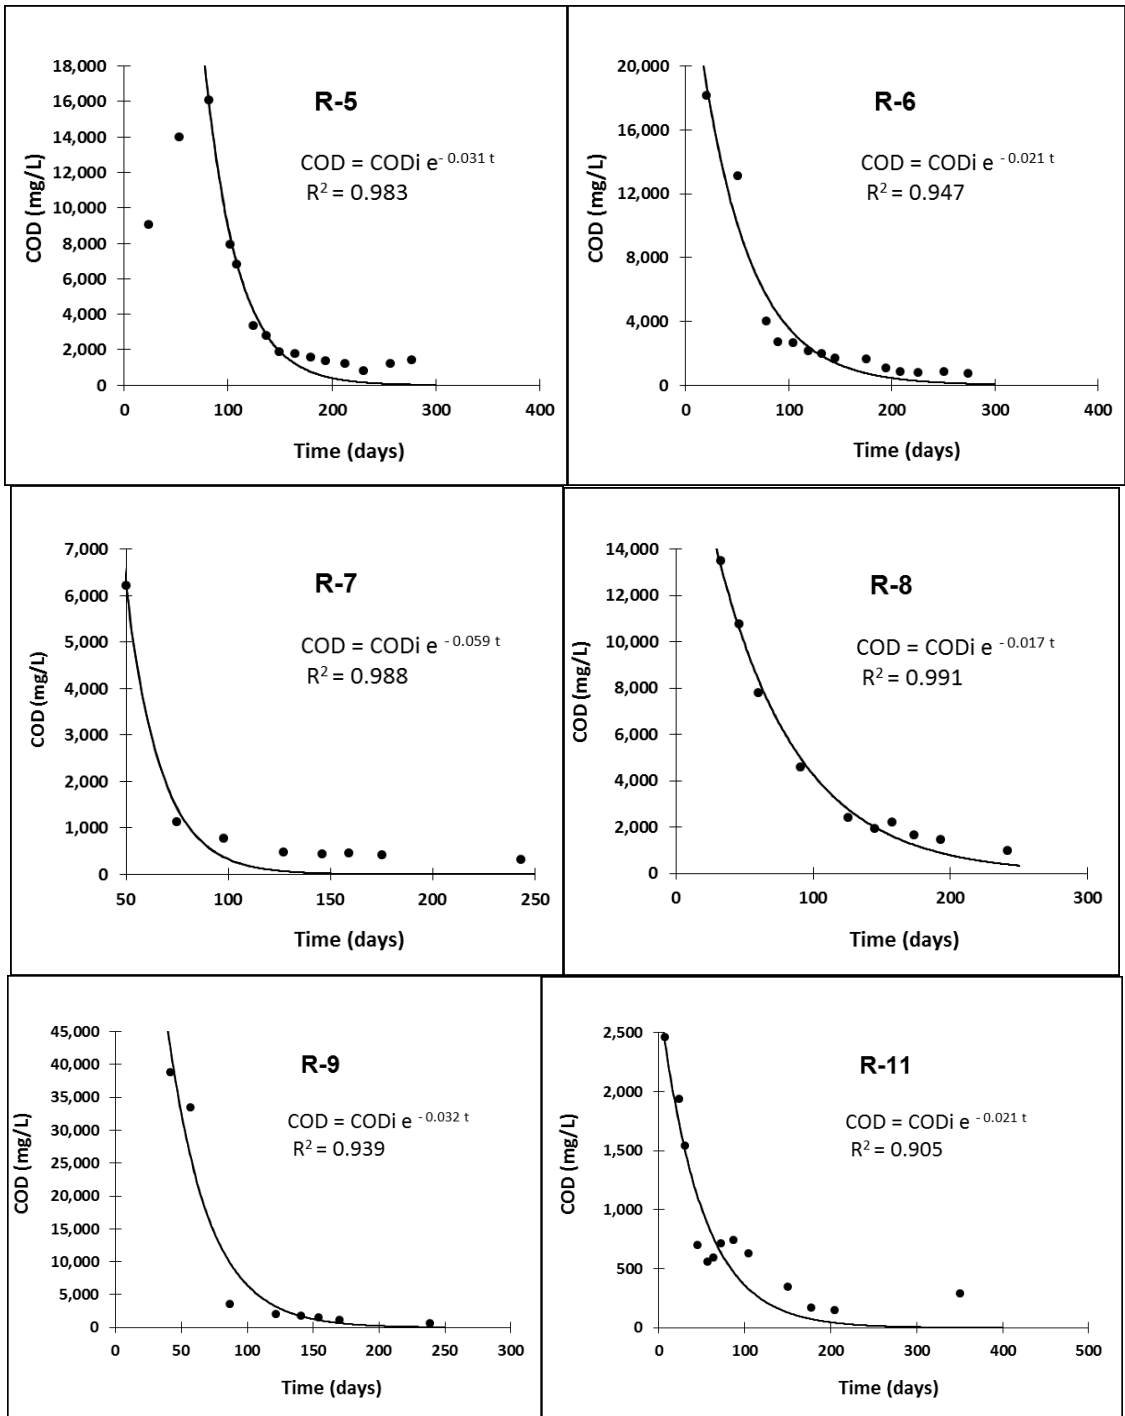 R-5
COD = CODi e - 0.031 t
R2 = 0.983
COD (mg/L)
18,000
16,000
14,000
12,000
10,000
8,000
6,000
4,000
2,000
0
0 100 200 300 400
Time (days)
R-6
COD = CODi e - 0.021 t
R2 = 0.947
COD (mg/L)
20,000
16,000
12,000
8,000
4,000
0
0 100 200 300 400
Time (days)
R-7
COD = CODi e - 0.059 t
R2 = 0.988
COD (mg/L)
7,000
6,000
5,000
4,000
3,000
2,000
1,000
0
50 100 150 200 250
Time (days)
R-8
COD = CODi e - 0.017 t
R2 = 0.991
COD (mg/L)
14,000
12,000
10,000
8,000
6,000
4,000
2,000
0
0 100 200 300
Time (days)
R-9
COD = CODi e - 0.032 t
R2 = 0.939
COD (mg/L)
45,000
40,000
35,000
30,000
25,000
20,000
15,000
10,000
5,000
0
0 50 100 150 200 250 300
Time (days)
R-11
COD = CODi e -0.021 t
R2 = 0.905
COD (mg/L)
2,500
2,000
1,500
1,000
500
0
0 100 200 300 400 500
Time (days)